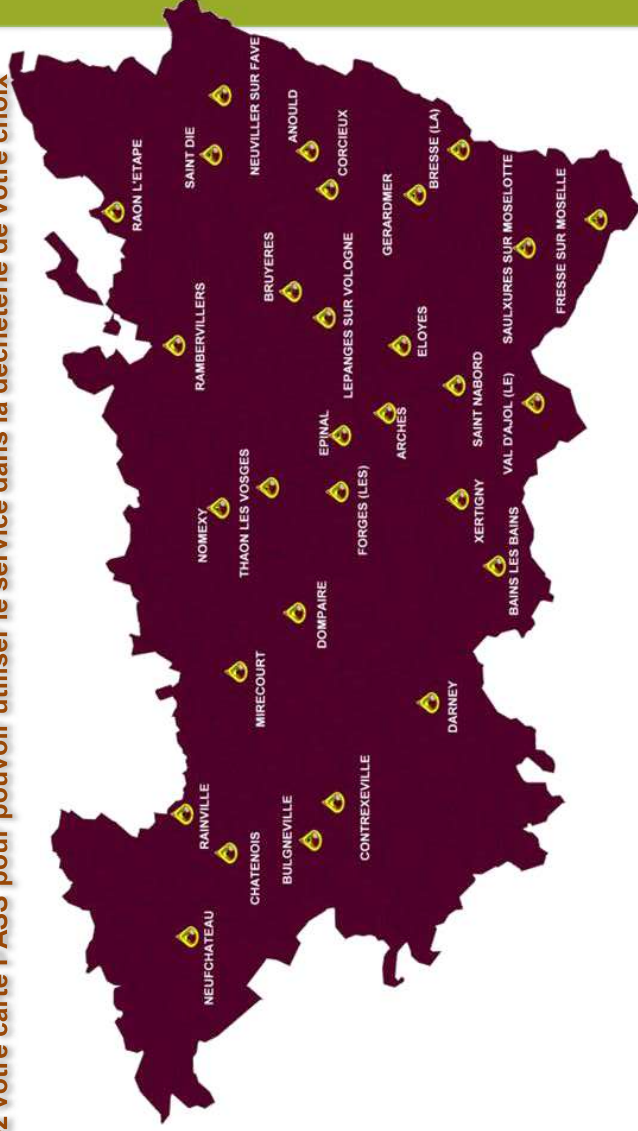 votre carte PASS pour pouvoir utiliser le service dans la déchèterie de votre choix
RAON L'ETAPE
SAINT DIE
NEUVILLER SUR FAVE
ANOULD
CORCIEUX
GERARDMER
BRESSE (LA)
SAULXURES SUR MOSELOTTE
FRESSE SUR MOSELLE
RAMBERVILLERS
BRUYERES
LEPANGES SUR VOLOGNE
ELOYES
SAINT NABORD
VAL D'AJOL (LE)
EPINAL
ARCHES
NOMEXY
THAON LES VOSGES
FORGES (LES)
XERTIGNY
BAINS LES BAINS
DOMPAIRE
MIRECOURT
DARNEY
RAINVILLE
CHATENOIS
BULGNEVILLE
CONTREXEVILLE
NEUFCHATEAU